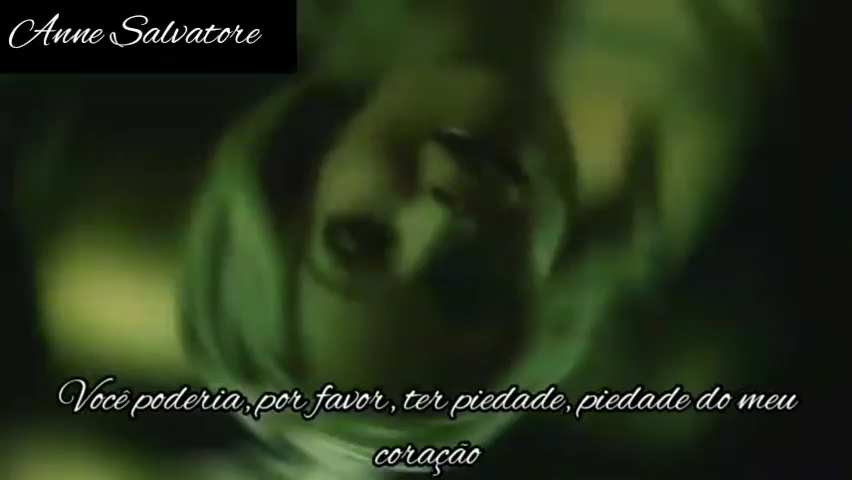 Anne Salvatore
Você poderia, por favor, ter piedade, piedade do meu
coração